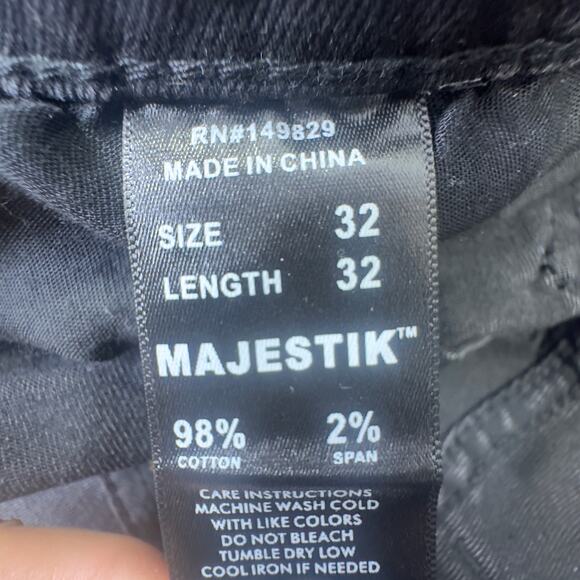 RN#149829
MADE IN CHINA
SIZE 32
LENGTH 32
MAJESTIK™
98% 2%
COTTON SPAN
CARE INSTRUCTIONS
MACHINE WASH COLD
WITH LIKE COLORS
DO NOT BLEACH
TUMBLE DRY LOW
COOL IRON IF NEEDED